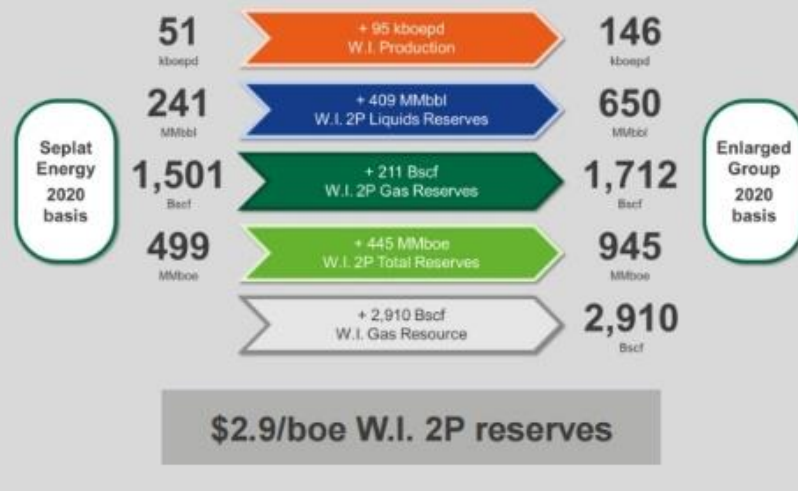 51
kboepd
+ 95 kboepd
W.I. Production
146
kboepd
241
MMbbl
+ 409 MMbbl
W.I. 2P Liquids Reserves
650
MMbbl
Seplat
Energy
2020
basis
1,501
Bscf
+ 211 Bscf
W.I. 2P Gas Reserves
1,712
Bscf
Enlarged
Group
2020
basis
499
MMboe
+ 445 MMboe
W.I. 2P Total Reserves
945
MMboe
+ 2,910 Bscf
W.I. Gas Resource
2,910
Bscf
$2.9/boe W.I. 2P reserves